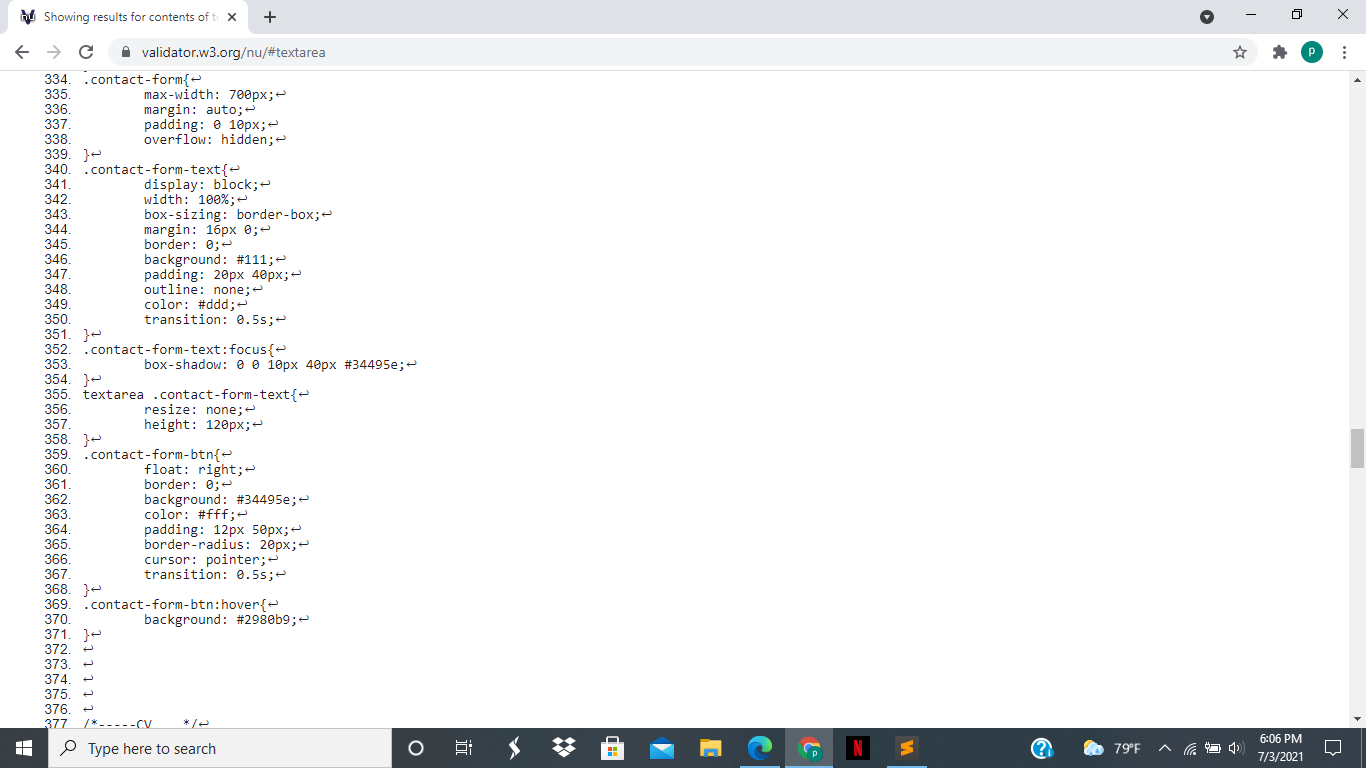 Showing results for contents of t
validator.w3.org/nu/#textarea
P
334. .contact-form{↩
335. max-width: 700px;↩
336. margin: auto;↩
337. padding: 0 10px;↩
338. overflow: hidden;↩
339. }↩
340. .contact-form-text{↩
341. display: block;↩
342. width: 100%;↩
343. box-sizing: border-box;↩
344. margin: 16px 0;↩
345. border: 0;↩
346. background: #111;↩
347. padding: 20px 40px;↩
348. outline: none;↩
349. color: #ddd;↩
350. transition: 0.5s;↩
351. }↩
352. .contact-form-text:focus{↩
353. box-shadow: 0 0 10px 40px #34495e;↩
354. }↩
355. textarea .contact-form-text{↩
356. resize: none;↩
357. height: 120px;↩
358. }↩
359. .contact-form-btn{↩
360. float: right;↩
361. border: 0;↩
362. background: #34495e;↩
363. color: #fff;↩
364. padding: 12px 50px;↩
365. border-radius: 20px;↩
366. cursor: pointer;↩
367. transition: 0.5s;↩
368. }↩
369. .contact-form-btn:hover{↩
370. background: #2980b9;↩
371. }↩
372. ↩
373. ↩
374. ↩
375. ↩
376. ↩
377. /*-----CV    */↩
Type here to search
N
79°F
6:06 PM
7/3/2021